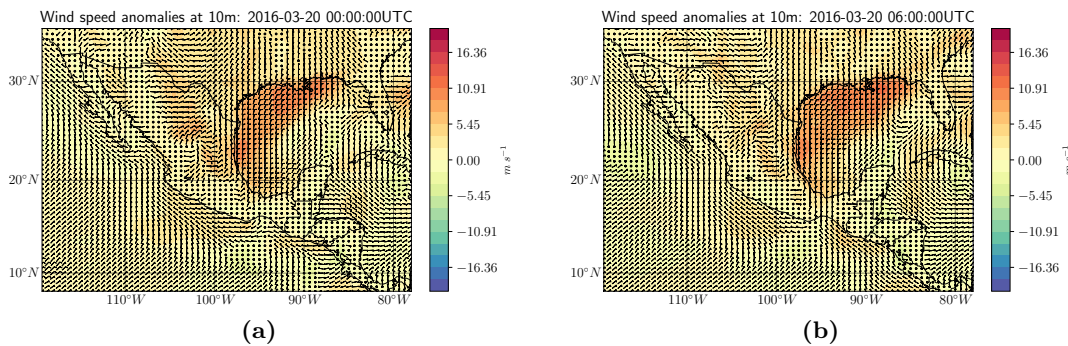 Wind speed anomalies at 10m: 2016-03-20 00:00:00UTC
30°N
20°N
10°N
110°W
100°W
90°W
80°W
16.36
10.91
5.45
0.00
−5.45
−10.91
−16.36
m s⁻¹
(a)
Wind speed anomalies at 10m: 2016-03-20 06:00:00UTC
30°N
20°N
10°N
110°W
100°W
90°W
80°W
16.36
10.91
5.45
0.00
−5.45
−10.91
−16.36
m s⁻¹
(b)